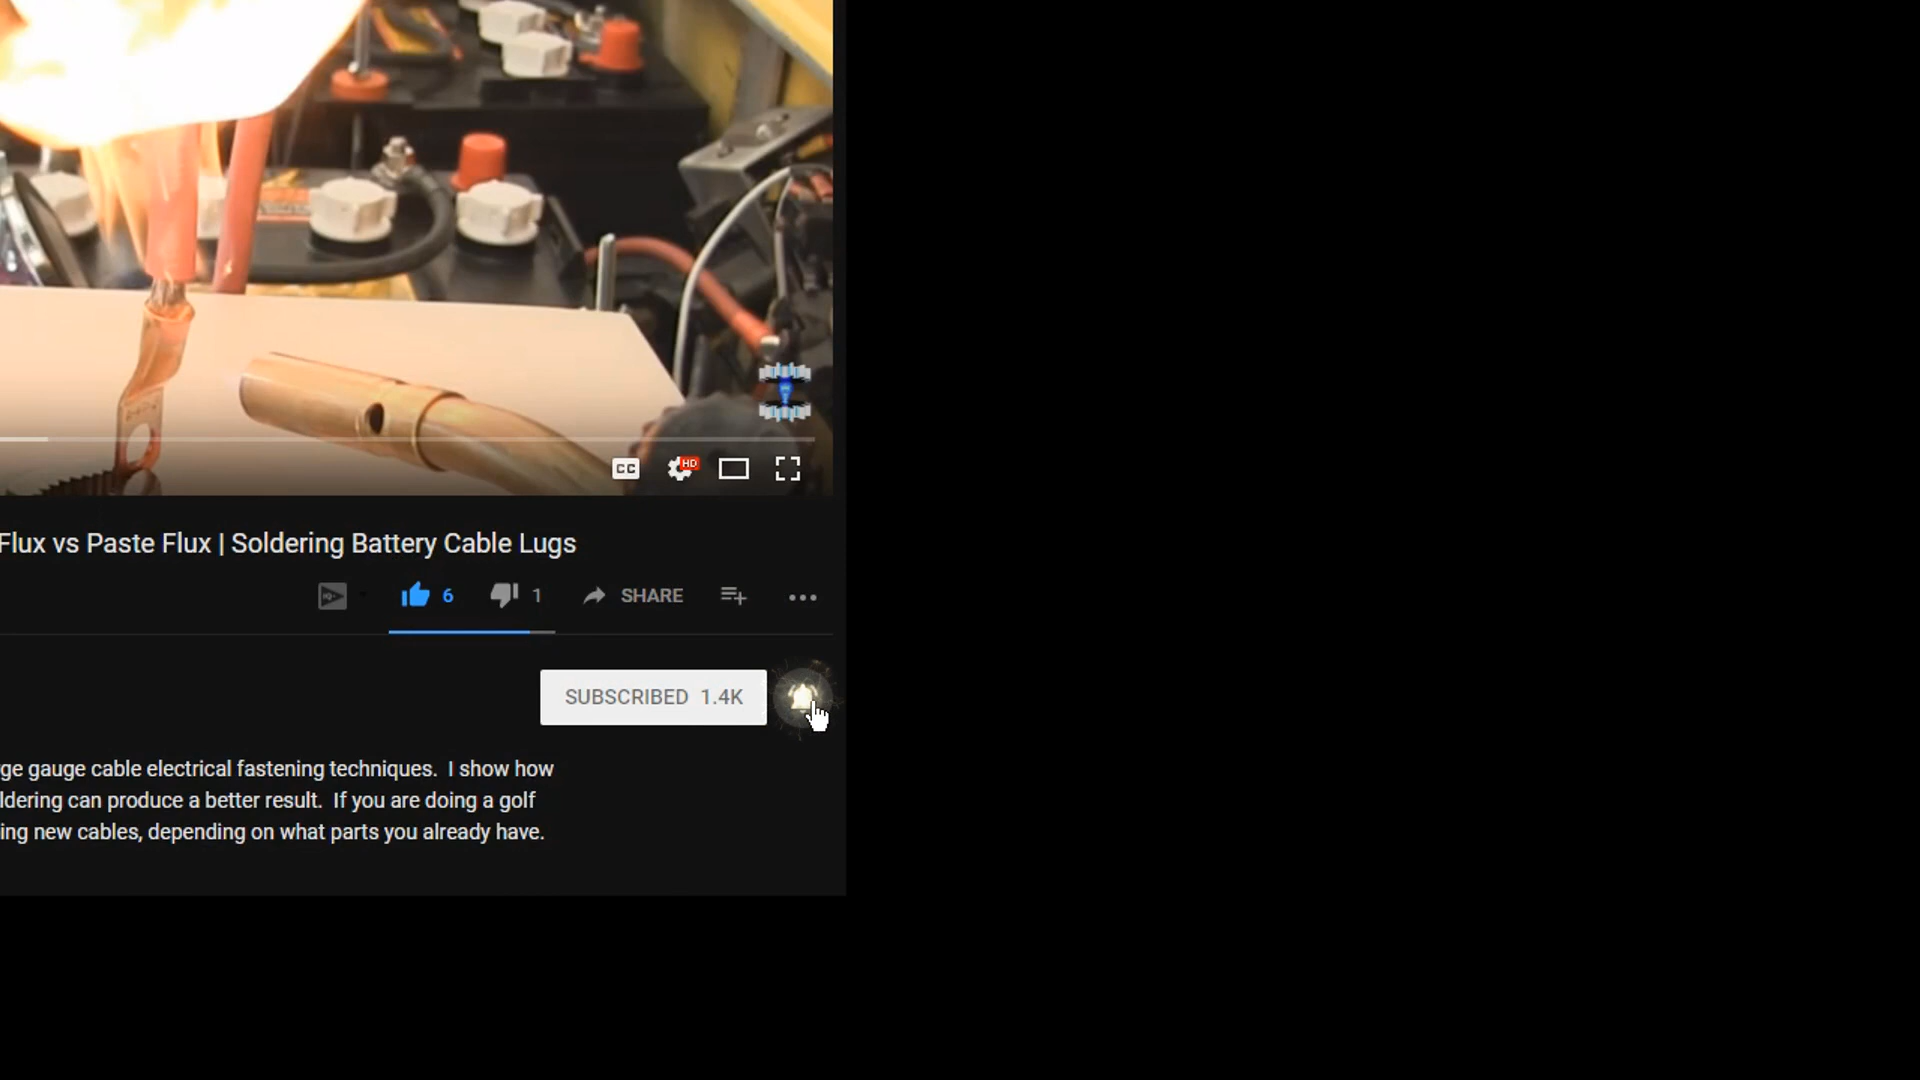 CC
HD
Flux vs Paste Flux | Soldering Battery Cable Lugs
6 1 SHARE
SUBSCRIBED 1.4K
ge gauge cable electrical fastening techniques. I show how
ldering can produce a better result. If you are doing a golf
ing new cables, depending on what parts you already have.